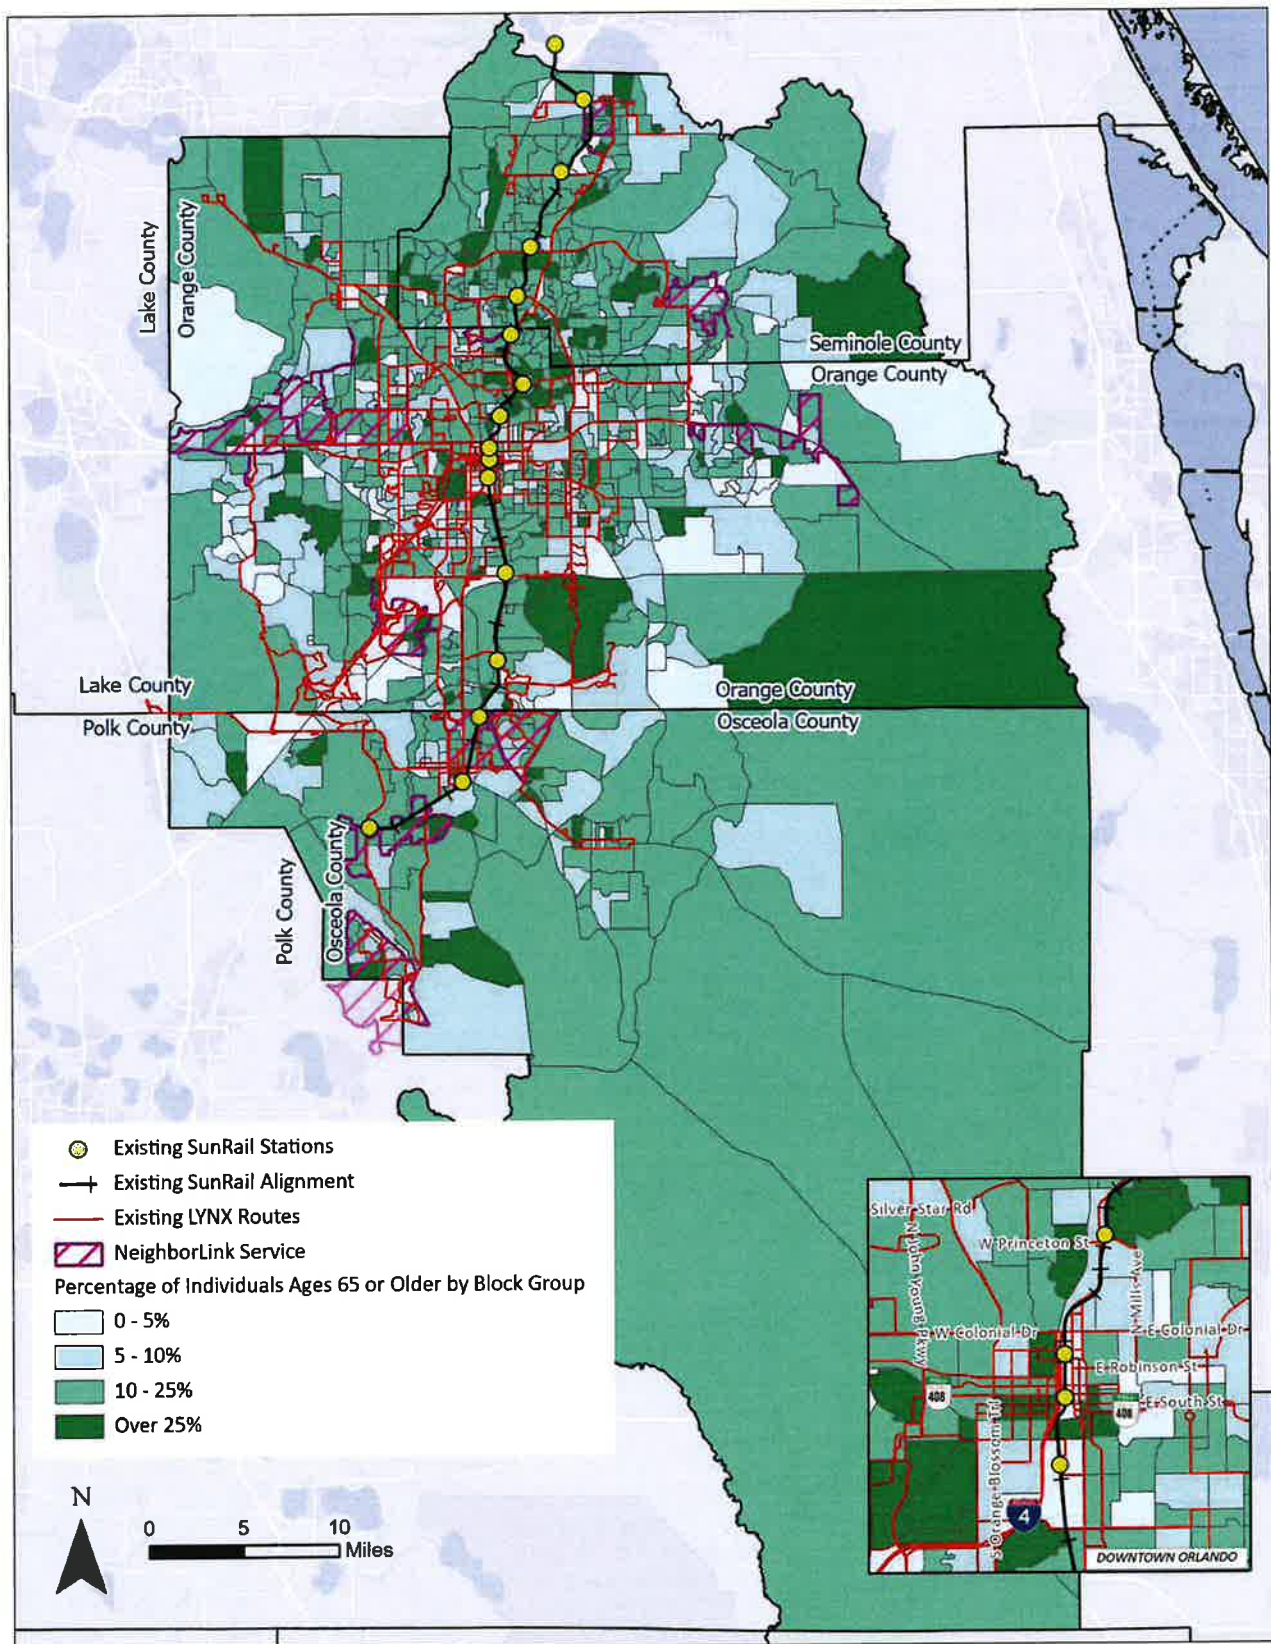 Lake County
Orange County
Seminole County
Orange County
Lake County
Polk County
Orange County
Osceola County
Polk County
Osceola County
Existing SunRail Stations
Existing SunRail Alignment
Existing LYNX Routes
NeighborLink Service
Percentage of Individuals Ages 65 or Older by Block Group
0 - 5%
5 - 10%
10 - 25%
Over 25%
N
0 5 10
Miles
Silver Star Rd
N John Young Pkwy
W Princeton St
N Mills Ave
W Colonial Dr
E Colonial Dr
E Robinson St
408
E South St
408
S Orange Blossom Trl
4
DOWNTOWN ORLANDO